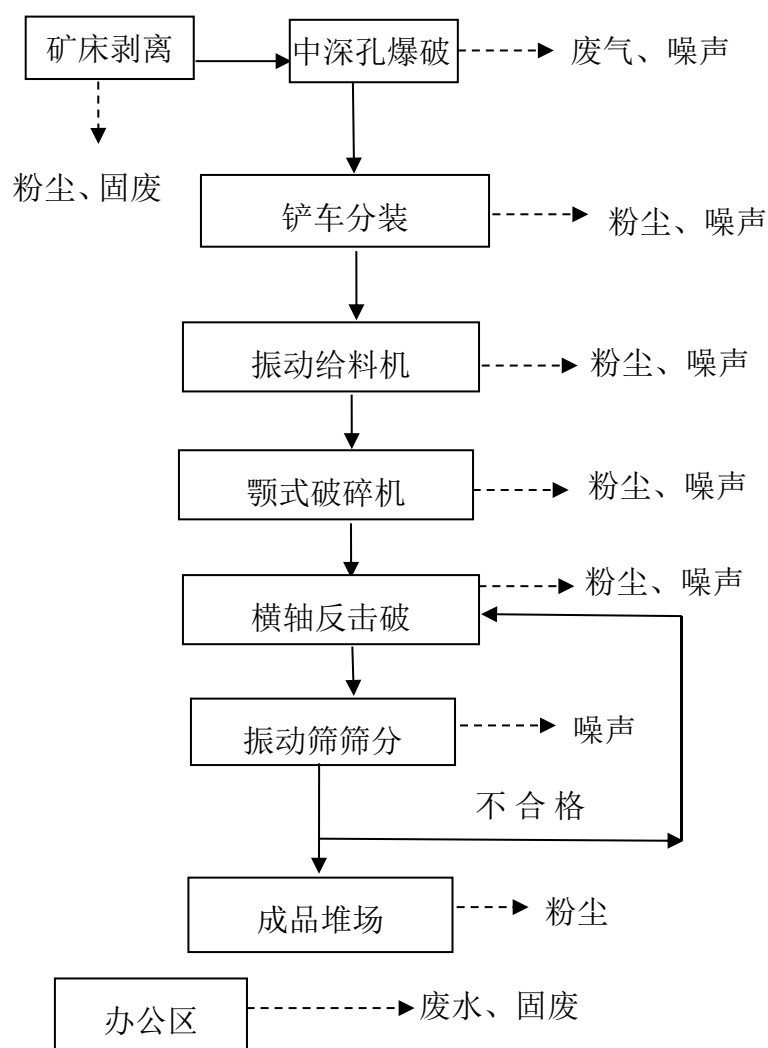 矿床剥离
中深孔爆破
废气、噪声
粉尘、固废
铲车分装
粉尘、噪声
振动给料机
粉尘、噪声
颚式破碎机
粉尘、噪声
横轴反击破
粉尘、噪声
振动筛筛分
噪声
不合格
成品堆场
粉尘
办公区
废水、固废